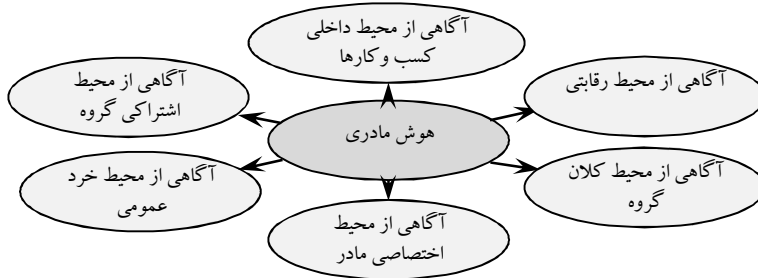 آگاهی از محیط داخلی
کسب و کارها
آگاهی از محیط رقابتی
آگاهی از محیط
اشتراکی گروه
هوش مادری
آگاهی از محیط کلان
گروه
آگاهی از محیط خرد
عمومی
آگاهی از محیط
اختصاصی مادر